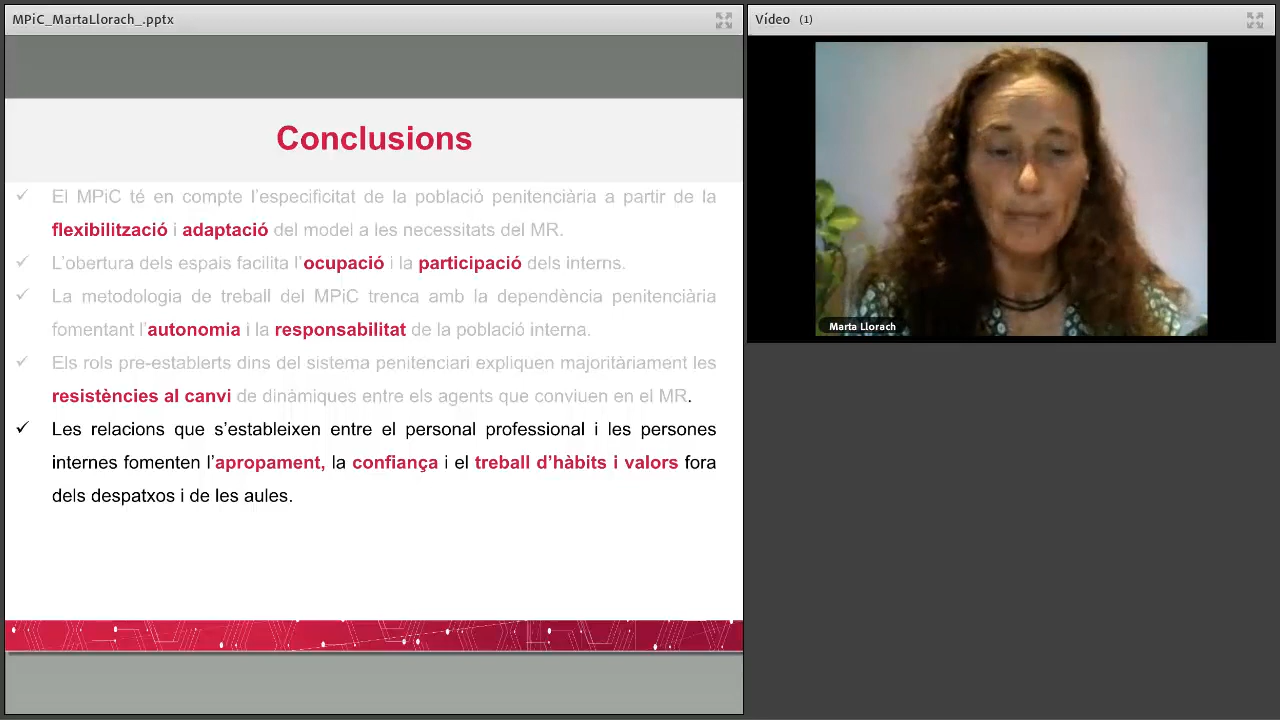 MPiC_MartaLlorach_.pptx
Vídeo (1)
Conclusions
✓ El MPiC té en compte l'especificitat de la població penitenciària a partir de la
flexibilització i adaptació del model a les necessitats del MR.
✓ L'obertura dels espais facilita l'ocupació i la participació dels interns.
✓ La metodologia de treball del MPiC trenca amb la dependència penitenciària
fomentant l'autonomia i la responsabilitat de la població interna.
✓ Els rols pre-establerts dins del sistema penitenciari expliquen majoritàriament les
resistències al canvi de dinàmiques entre els agents que conviuen en el MR.
✓ Les relacions que s'estableixen entre el personal professional i les persones
internes fomenten l'apropament, la confiança i el treball d'hàbits i valors fora
dels despatxos i de les aules.
Marta Llorach